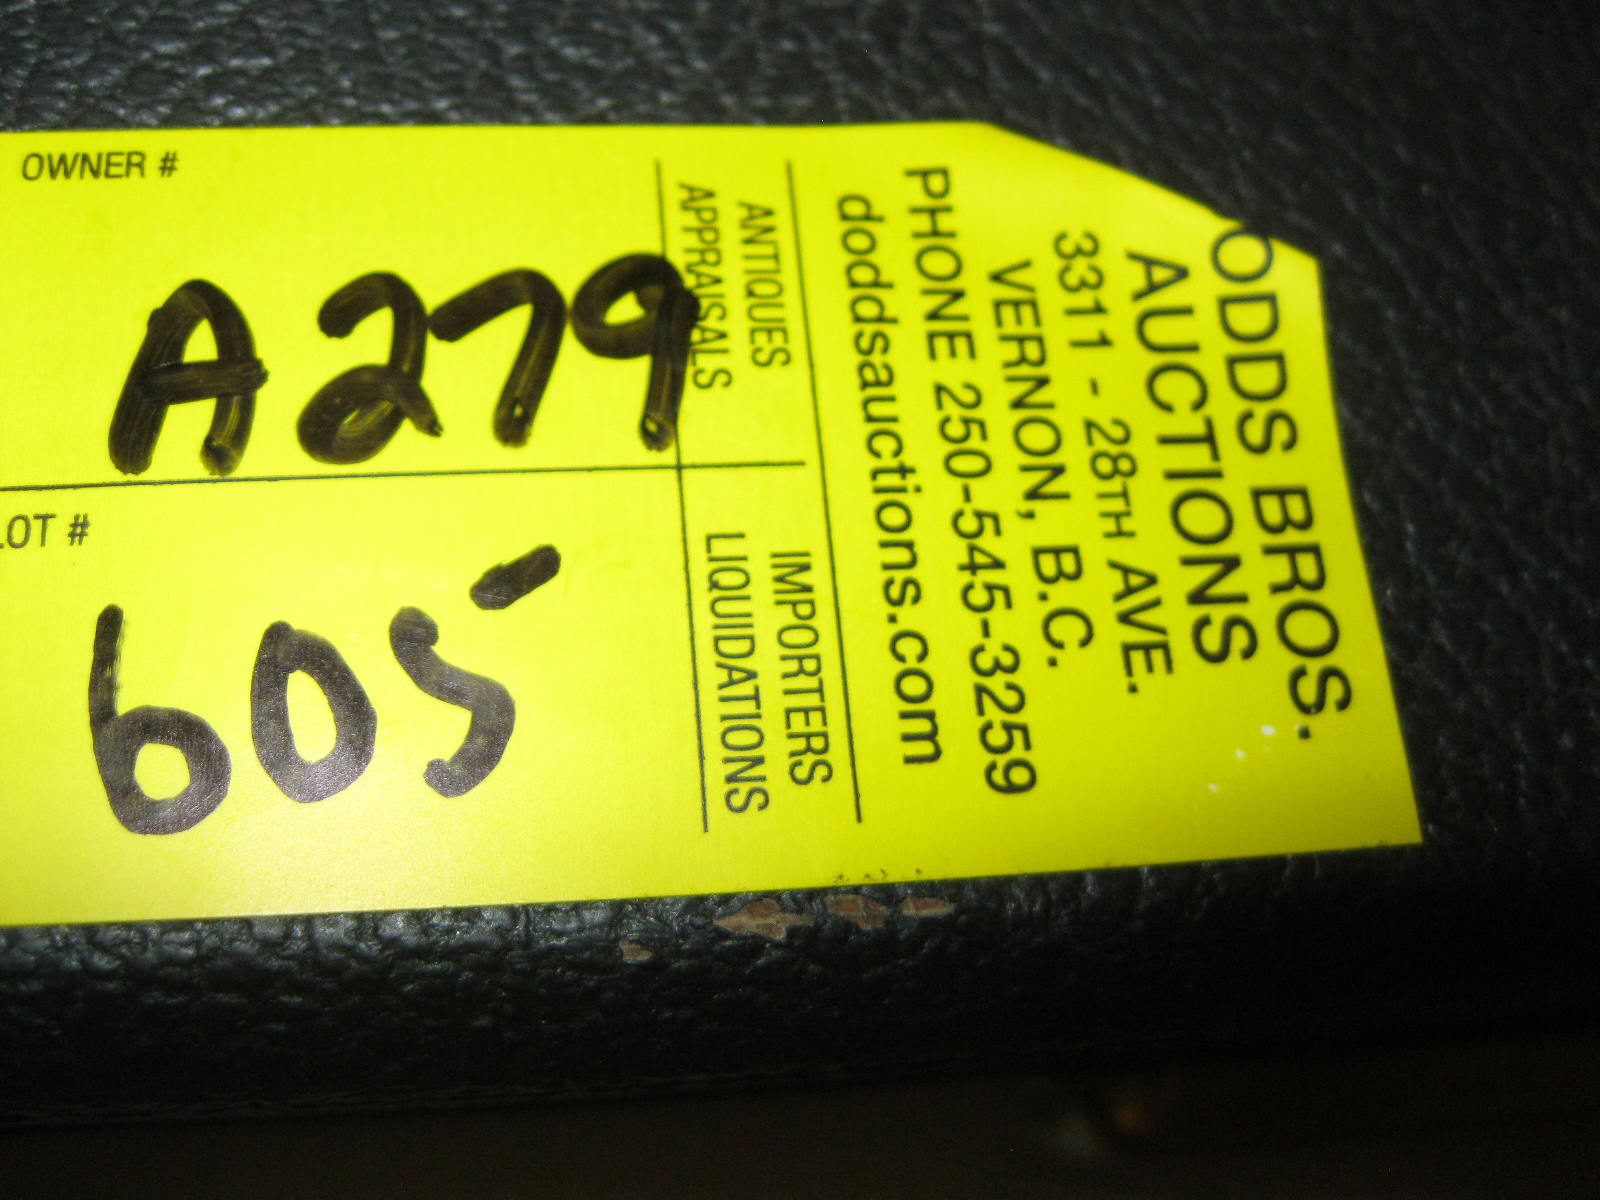 OWNER #
A279
LOT #
605
ODDS BROS.
AUCTIONS
3311 - 28TH AVE.
VERNON, B.C.
PHONE 250-545-3259
doddsauctions.com
ANTIQUES
APPRAISALS
IMPORTERS
LIQUIDATIONS